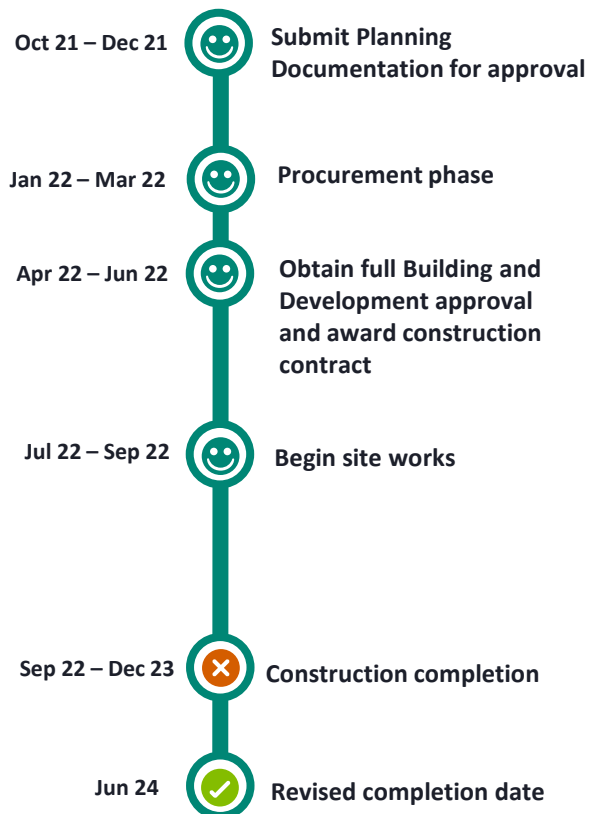 Oct 21 – Dec 21
Submit Planning
Documentation for approval
Jan 22 – Mar 22
Procurement phase
Apr 22 – Jun 22
Obtain full Building and
Development approval
and award construction
contract
Jul 22 – Sep 22
Begin site works
Sep 22 – Dec 23
Construction completion
Jun 24
Revised completion date